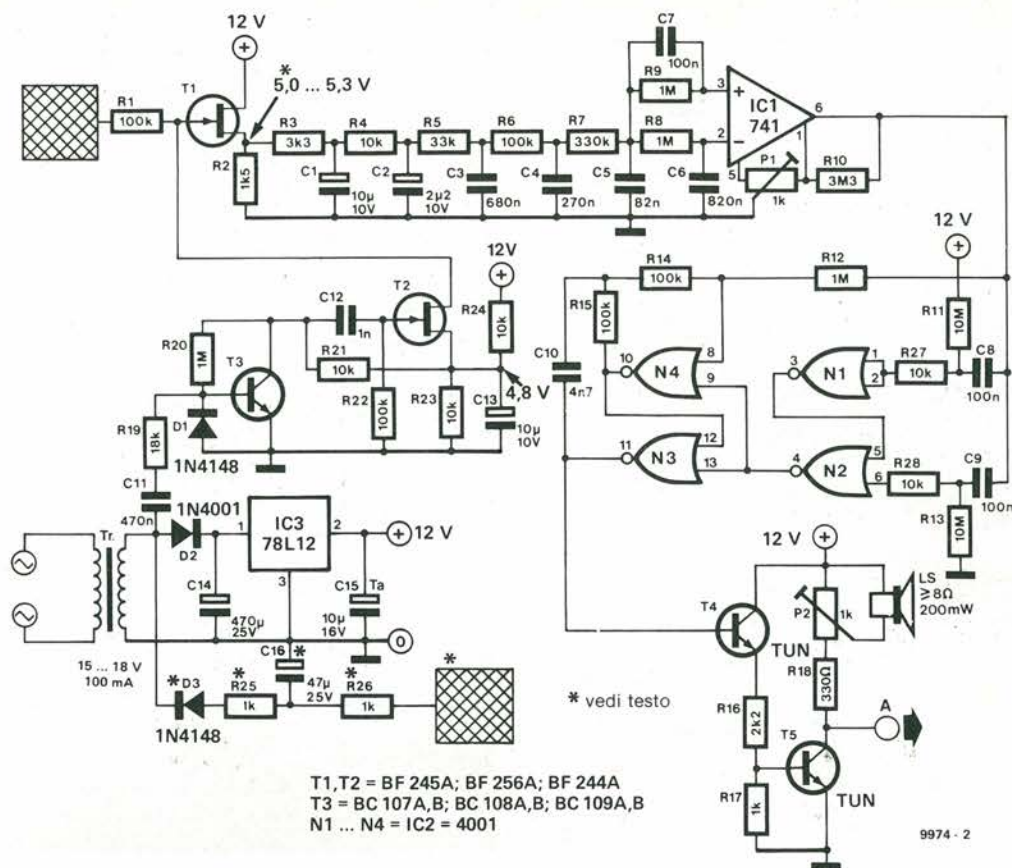 12 V
C7
100n
T1
*
5,0 ... 5,3 V
R1
100k
R9
1M
3
+
IC1
741
6
R3
3k3
R4
10k
R5
33k
R6
100k
R7
330k
R8
1M
2
−
1
R2
1k5
C1
10µ
10V
C2
2µ2
10V
C3
680n
C4
270n
C5
82n
C6
820n
5
P1
1k
R10
3M3
12V
R24
10k
T2
C12
1n
R20
1M
T3
R21
10k
R22
100k
R23
10k
4,8 V
C13
10µ
10V
D1
1N4148
R19
18k
C11
470n
R14
100k
R12
1M
12V
R11
10M
R15
100k
C10
4n7
10
N4
8
9
3
N1
1
2
R27
10k
C8
100n
11
N3
12
13
4
N2
5
6
R28
10k
C9
100n
R13
10M
1N4001
D2
1
IC3
78L12
2
3
12 V
Tr.
C14
470µ
25V
C15
Ta
10µ
16V
0
15 ... 18 V
100 mA
C16
*
47µ
25V
*
D3
1N4148
*
R25
1k
*
R26
1k
*
* vedi testo
12 V
T4
TUN
P2
1k
LS
≥8Ω
200mW
R18
330Ω
A
R16
2k2
T5
TUN
R17
1k
T1,T2 = BF 245A; BF 256A; BF 244A
T3 = BC 107A,B; BC 108A,B; BC 109A,B
N1 ... N4 = IC2 = 4001
9974 - 2